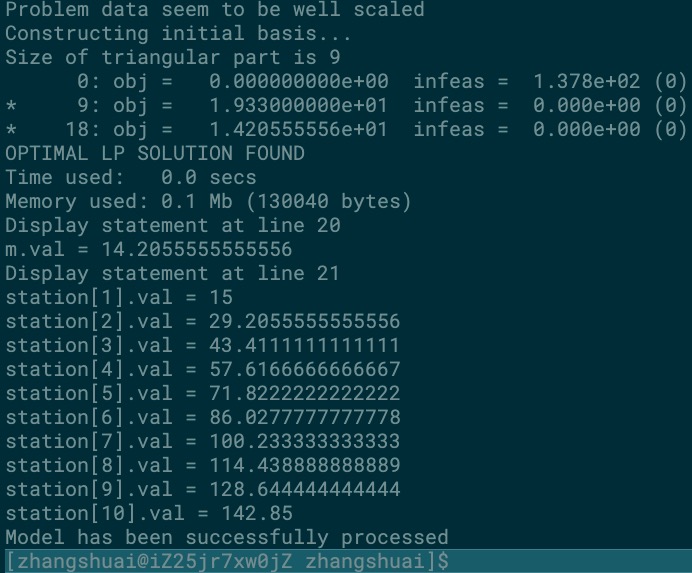 Problem data seem to be well scaled
Constructing initial basis...
Size of triangular part is 9
      0: obj =   0.000000000e+00  infeas =  1.378e+02 (0)
*     9: obj =   1.933000000e+01  infeas =  0.000e+00 (0)
*    18: obj =   1.420555556e+01  infeas =  0.000e+00 (0)
OPTIMAL LP SOLUTION FOUND
Time used:   0.0 secs
Memory used: 0.1 Mb (130040 bytes)
Display statement at line 20
m.val = 14.2055555555556
Display statement at line 21
station[1].val = 15
station[2].val = 29.2055555555556
station[3].val = 43.4111111111111
station[4].val = 57.6166666666667
station[5].val = 71.8222222222222
station[6].val = 86.0277777777778
station[7].val = 100.233333333333
station[8].val = 114.438888888889
station[9].val = 128.644444444444
station[10].val = 142.85
Model has been successfully processed
[zhangshuai@iZ25jr7xw0jZ zhangshuai]$